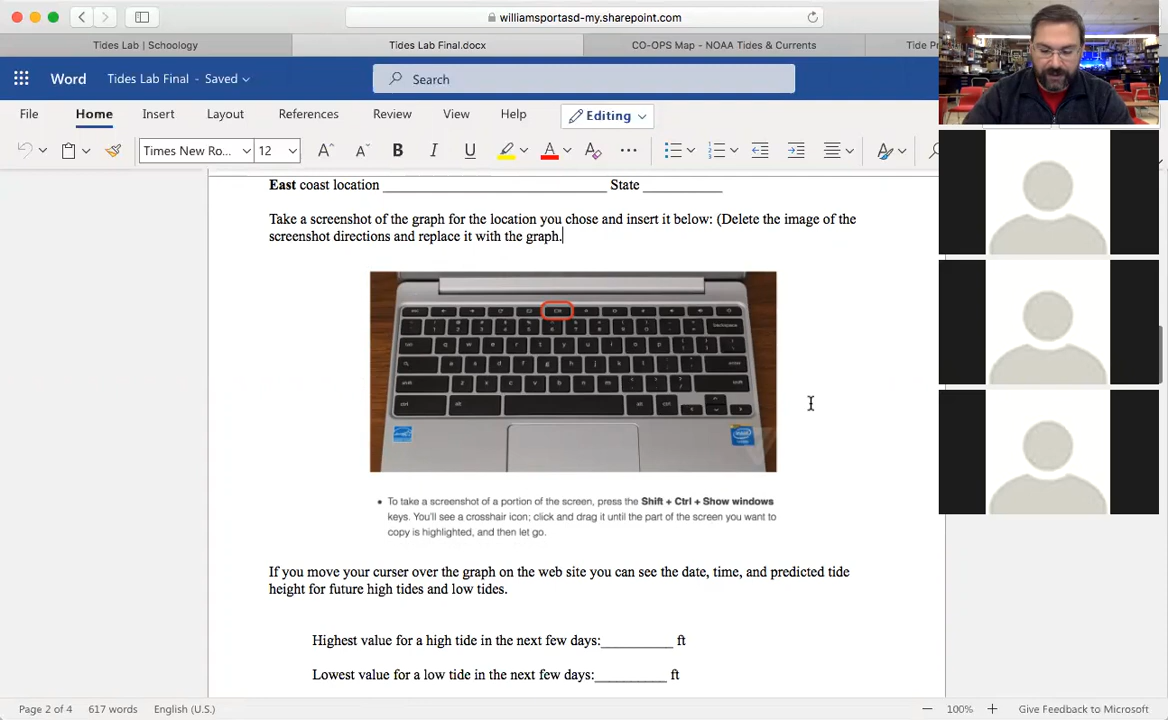 williamsportasd-my.sharepoint.com
Tides Lab | Schoology
Tides Lab Final.docx
CO-OPS Map - NOAA Tides & Currents
Tide Pr
Word
Tides Lab Final - Saved
Search
File
Home
Insert
Layout
References
Review
View
Help
Editing
Times New Ro...
12
East coast location ____________________________ State __________
Take a screenshot of the graph for the location you chose and insert it below: (Delete the image of the
screenshot directions and replace it with the graph.
• To take a screenshot of a portion of the screen, press the Shift + Ctrl + Show windows
keys. You'll see a crosshair icon; click and drag it until the part of the screen you want to
copy is highlighted, and then let go.
If you move your curser over the graph on the web site you can see the date, time, and predicted tide
height for future high tides and low tides.
Highest value for a high tide in the next few days:_________ ft
Lowest value for a low tide in the next few days:_________ ft
Page 2 of 4
617 words
English (U.S.)
100%
Give Feedback to Microsoft